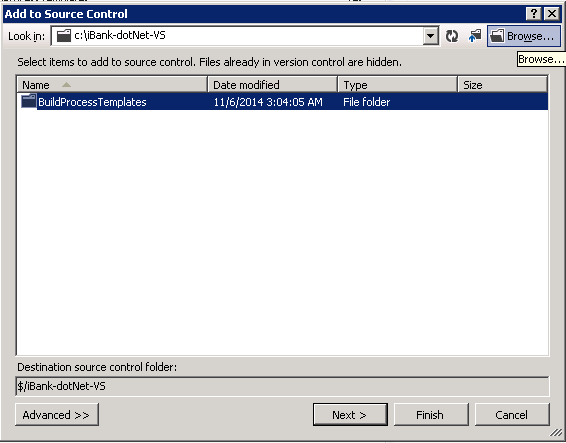 Add to Source Control
Look in: c:\iBank-dotNet-VS Browse...
Browse...
Select items to add to source control. Files already in version control are hidden.
Name Date modified Type Size
BuildProcessTemplates 11/6/2014 3:04:05 AM File folder
Destination source control folder:
$/iBank-dotNet-VS
Advanced >> Next > Finish Cancel